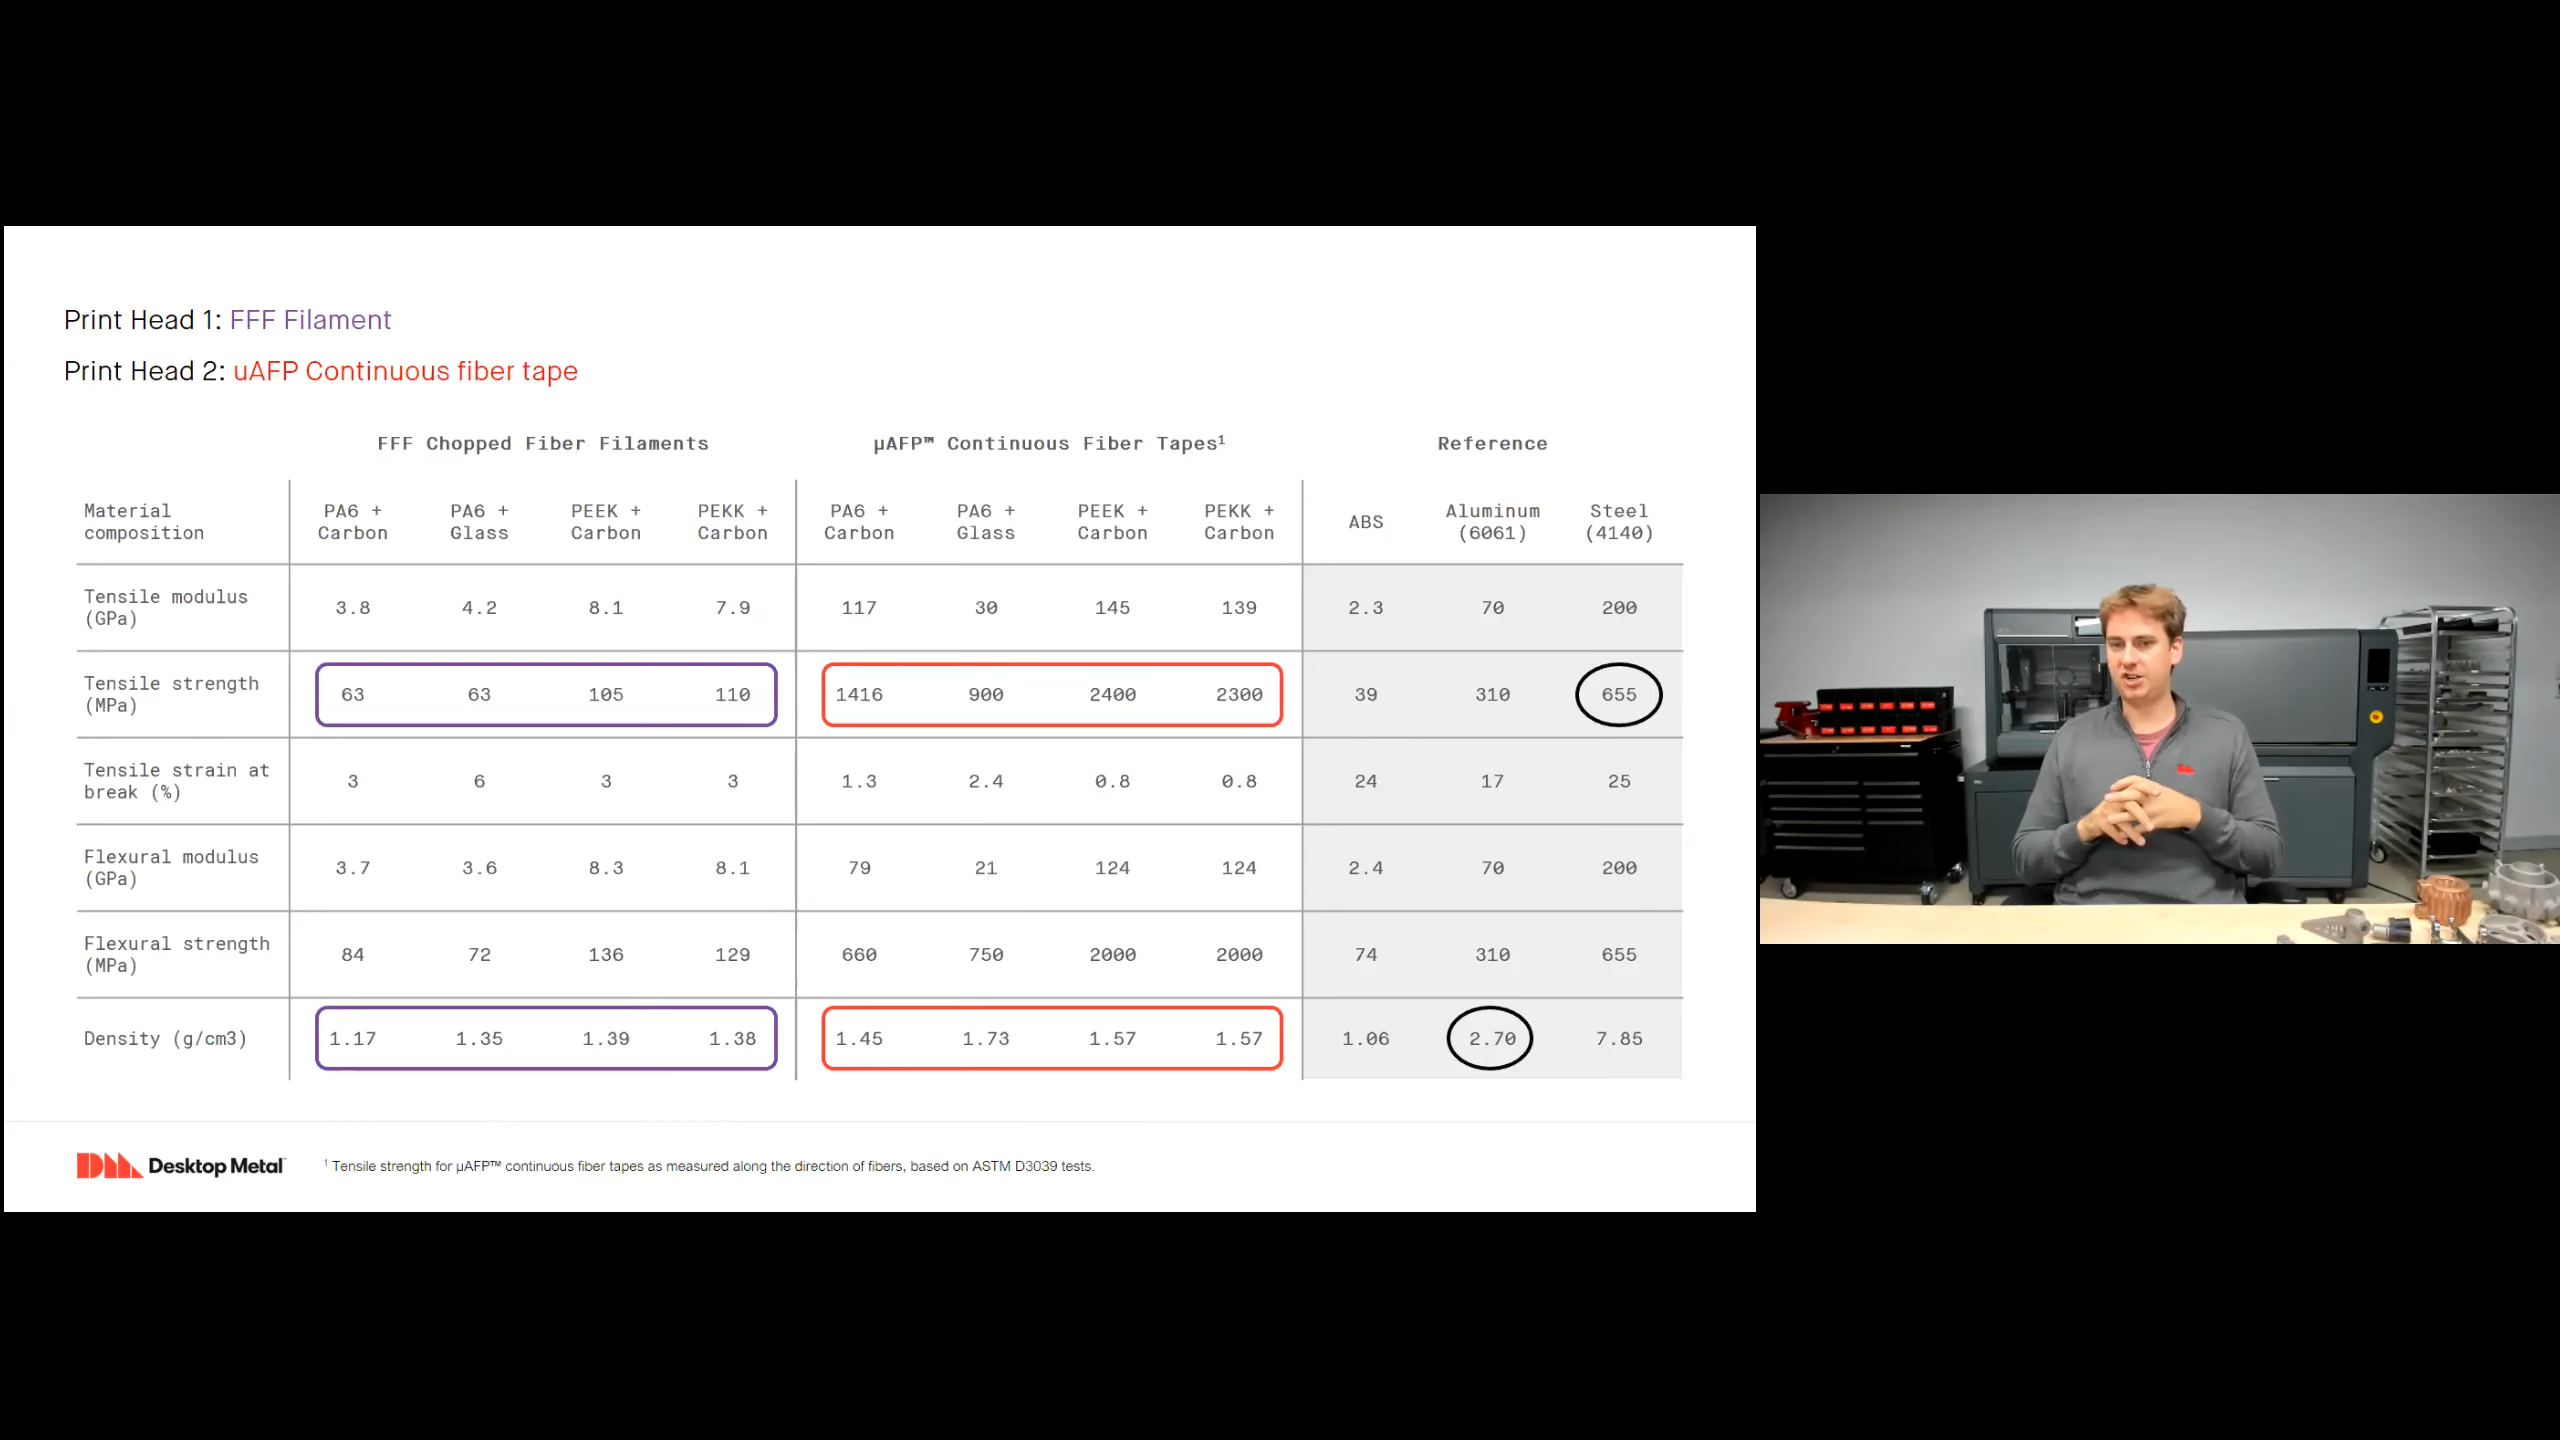 Print Head 1: FFF Filament
Print Head 2: uAFP Continuous fiber tape
FFF Chopped Fiber Filaments µAFP™ Continuous Fiber Tapes¹ Reference
Material composition PA6 + Carbon PA6 + Glass PEEK + Carbon PEKK + Carbon PA6 + Carbon PA6 + Glass PEEK + Carbon PEKK + Carbon ABS Aluminum (6061) Steel (4140)
Tensile modulus (GPa) 3.8 4.2 8.1 7.9 117 30 145 139 2.3 70 200
Tensile strength (MPa) 63 63 105 110 1416 900 2400 2300 39 310 655
Tensile strain at break (%) 3 6 3 3 1.3 2.4 0.8 0.8 24 17 25
Flexural modulus (GPa) 3.7 3.6 8.3 8.1 79 21 124 124 2.4 70 200
Flexural strength (MPa) 84 72 136 129 660 750 2000 2000 74 310 655
Density (g/cm3) 1.17 1.35 1.39 1.38 1.45 1.73 1.57 1.57 1.06 2.70 7.85
DM Desktop Metal
¹ Tensile strength for µAFP™ continuous fiber tapes as measured along the direction of fibers, based on ASTM D3039 tests.